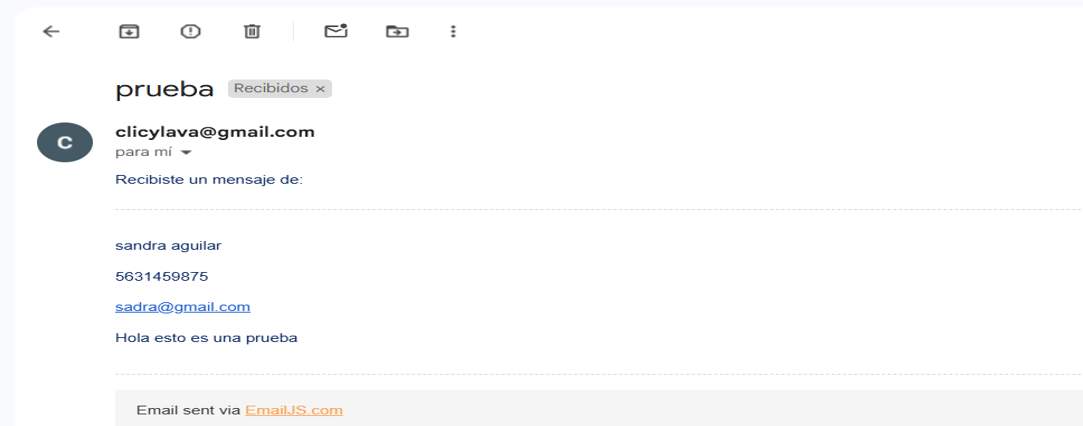 prueba Recibidos ×
C
clicylava@gmail.com
para mí
Recibiste un mensaje de:
sandra aguilar
5631459875
sadra@gmail.com
Hola esto es una prueba
Email sent via EmailJS.com